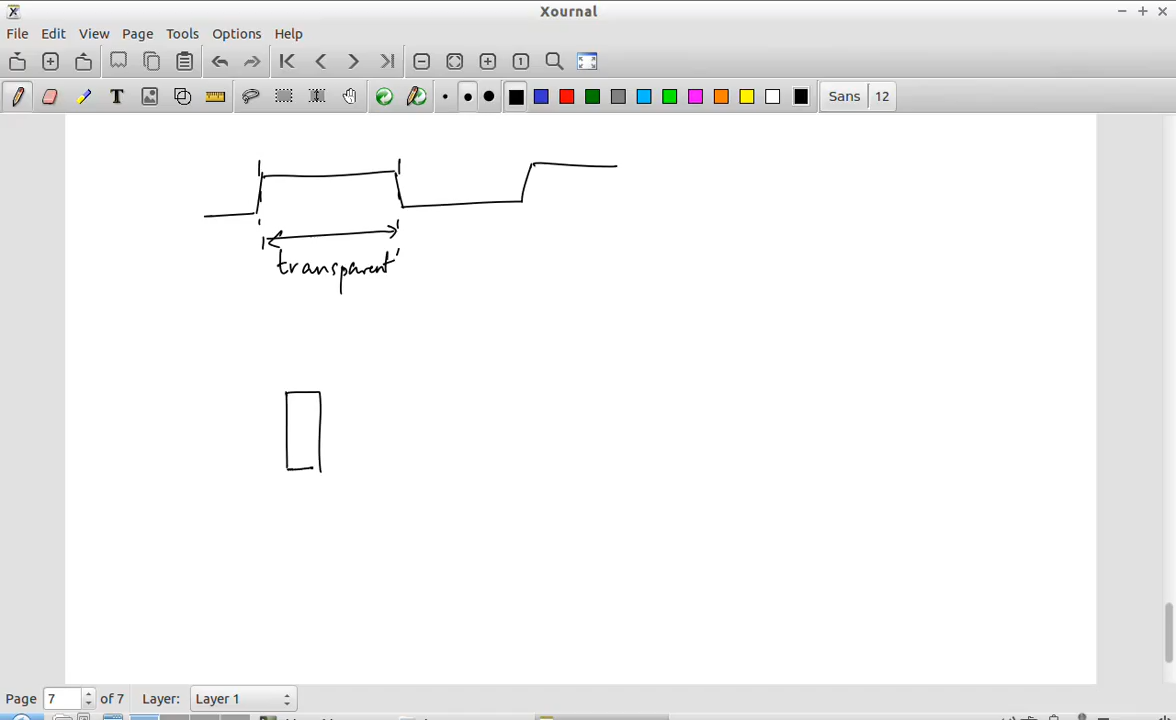 Xournal
File Edit View Page Tools Options Help
Sans 12
transparent
Page 7 of 7 Layer: Layer 1